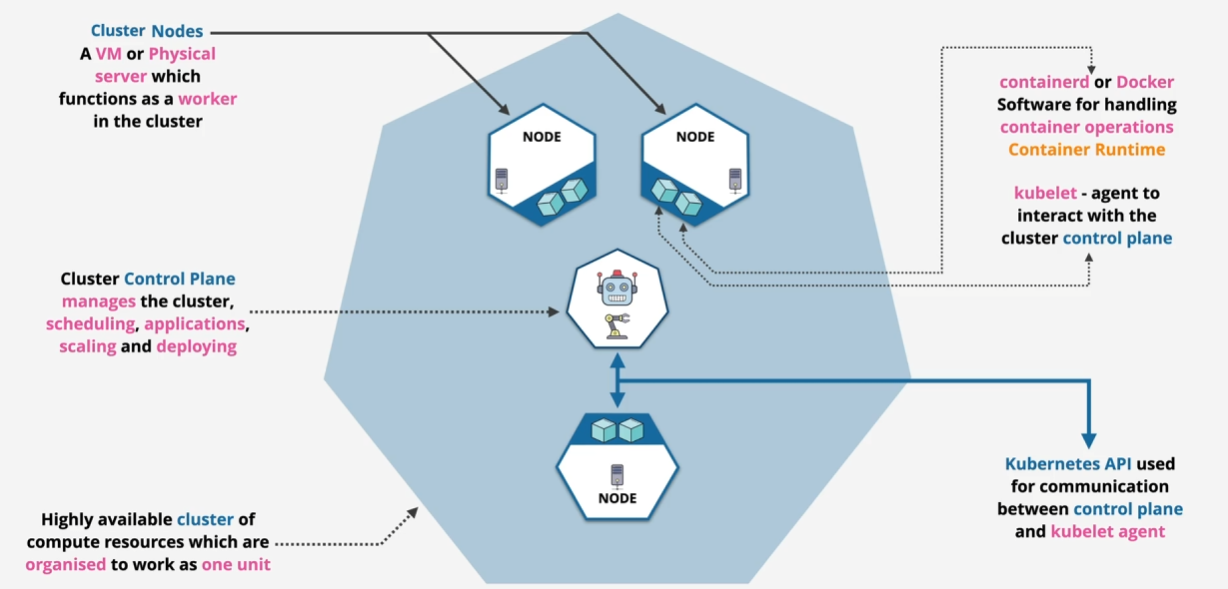 Cluster Nodes
A VM or Physical
server which
functions as a worker
in the cluster
NODE
NODE
containerd or Docker
Software for handling
container operations
Container Runtime
kubelet - agent to
interact with the
cluster control plane
Cluster Control Plane
manages the cluster,
scheduling, applications,
scaling and deploying
NODE
Kubernetes API used
for communication
between control plane
and kubelet agent
Highly available cluster of
compute resources which are
organised to work as one unit